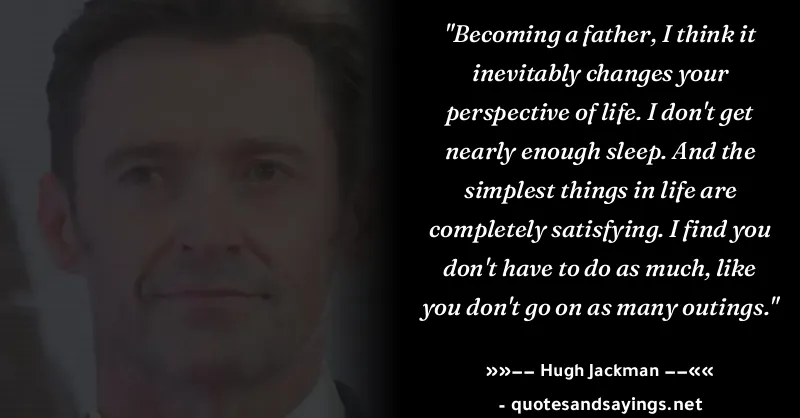 "Becoming a father, I think it
inevitably changes your
perspective of life. I don't get
nearly enough sleep. And the
simplest things in life are
completely satisfying. I find you
don't have to do as much, like
you don't go on as many outings."
»»-- Hugh Jackman --««
- quotesandsayings.net